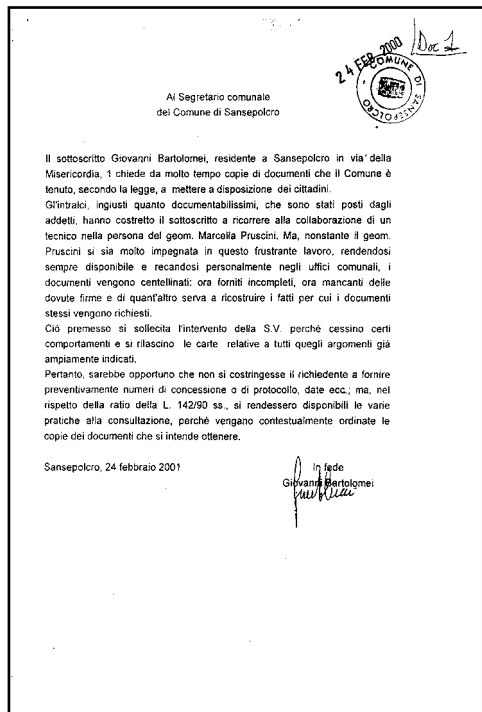 Doc 1
24 FEB 2000
COMUNE DI SANSEPOLCRO
Al Segretario comunale
del Comune di Sansepolcro
Il sottoscritto Giovanni Bartolomei, residente a Sansepolcro in via della
Misericordia, 1 chiede da molto tempo copie di documenti che il Comune è
tenuto, secondo la legge, a mettere a disposizione dei cittadini.
Gl'intralci, ingiusti quanto documentabilissimi, che sono stati posti dagli
addetti, hanno costretto il sottoscritto a ricorrere alla collaborazione di un
tecnico nella persona del geom. Marcella Pruscini. Ma, nonstante il geom.
Pruscini si sia molto impegnata in questo frustrante lavoro, rendendosi
sempre disponibile e recandosi personalmente negli uffici comunali, i
documenti vengono centellinati: ora forniti incompleti, ora mancanti delle
dovute firme e di quant'altro serva a ricostruire i fatti per cui i documenti
stessi vengono richiesti.
Ciò premesso si sollecita l'intervento della S.V. perché cessino certi
comportamenti e si rilascino le carte relative a tutti quegli argomenti già
ampiamente indicati.
Pertanto, sarebbe opportuno che non si costringesse il richiedente a fornire
preventivamente numeri di concessione o di protocollo, date ecc.; ma, nel
rispetto della ratio della L. 142/90 ss., si rendessero disponibili le varie
pratiche alla consultazione, perché vengano contestualmente ordinate le
copie dei documenti che si intende ottenere.
Sansepolcro, 24 febbraio 2001
In fede
Giovanni Bartolomei